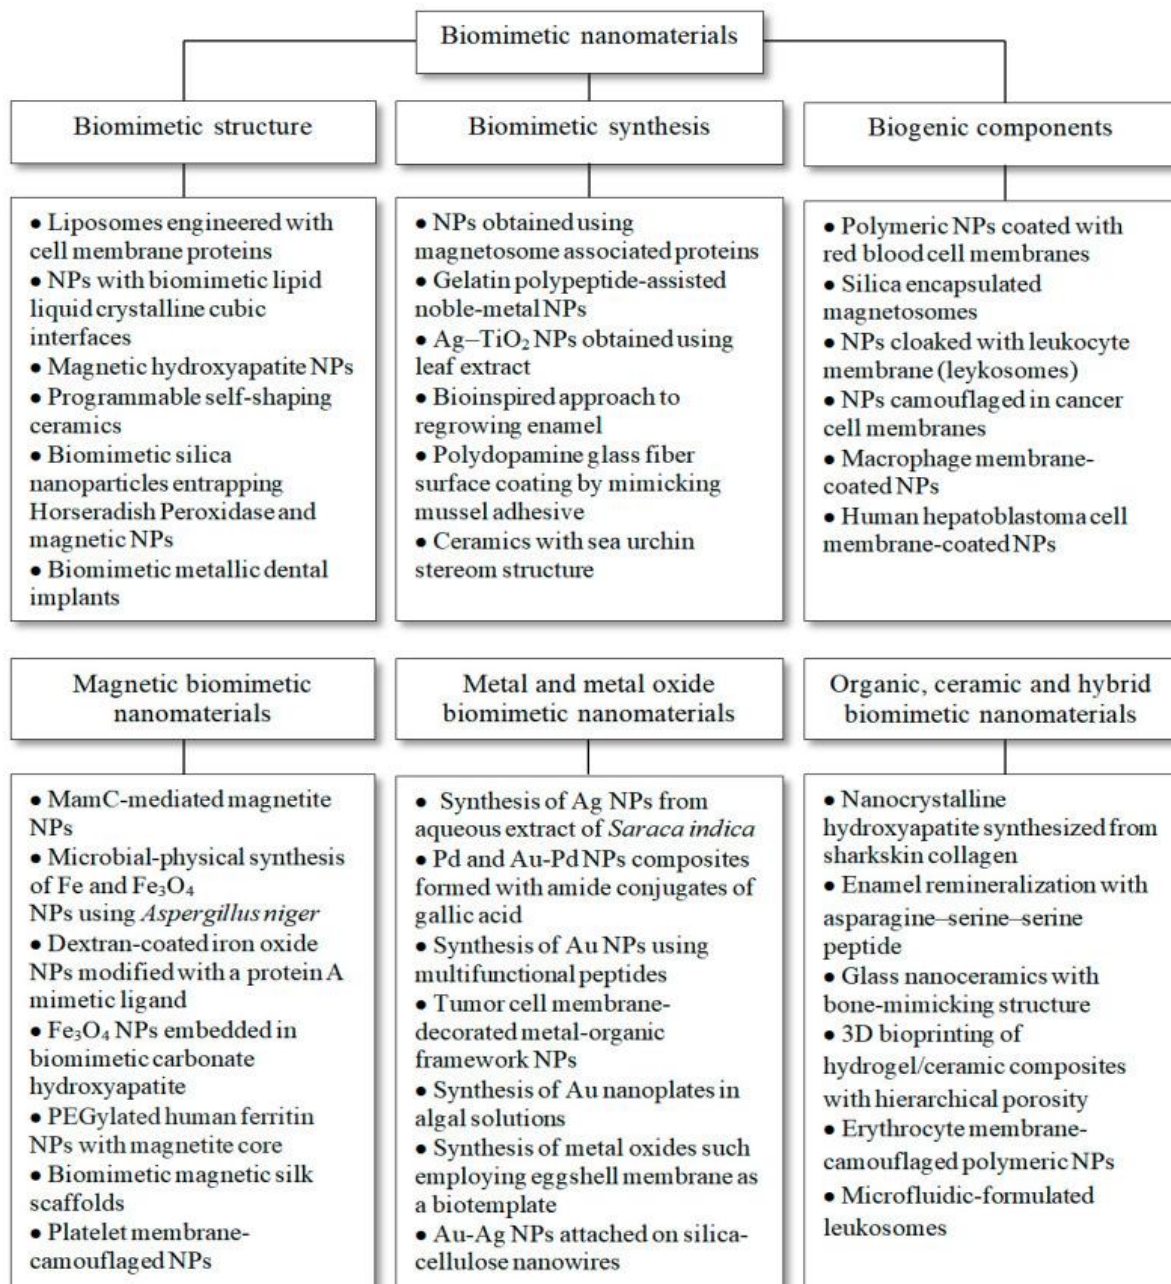 Biomimetic nanomaterials
Biomimetic structure
● Liposomes engineered with
cell membrane proteins
● NPs with biomimetic lipid
liquid crystalline cubic
interfaces
● Magnetic hydroxyapatite NPs
● Programmable self-shaping
ceramics
● Biomimetic silica
nanoparticles entrapping
Horseradish Peroxidase and
magnetic NPs
● Biomimetic metallic dental
implants
Biomimetic synthesis
● NPs obtained using
magnetosome associated proteins
● Gelatin polypeptide-assisted
noble-metal NPs
● Ag–TiO₂ NPs obtained using
leaf extract
● Bioinspired approach to
regrowing enamel
● Polydopamine glass fiber
surface coating by mimicking
mussel adhesive
● Ceramics with sea urchin
stereom structure
Biogenic components
● Polymeric NPs coated with
red blood cell membranes
● Silica encapsulated
magnetosomes
● NPs cloaked with leukocyte
membrane (leykosomes)
● NPs camouflaged in cancer
cell membranes
● Macrophage membrane-
coated NPs
● Human hepatoblastoma cell
membrane-coated NPs
Magnetic biomimetic
nanomaterials
● MamC-mediated magnetite
NPs
● Microbial-physical synthesis
of Fe and Fe₃O₄
NPs using Aspergillus niger
● Dextran-coated iron oxide
NPs modified with a protein A
mimetic ligand
● Fe₃O₄ NPs embedded in
biomimetic carbonate
hydroxyapatite
● PEGylated human ferritin
NPs with magnetite core
● Biomimetic magnetic silk
scaffolds
● Platelet membrane-
camouflaged NPs
Metal and metal oxide
biomimetic nanomaterials
● Synthesis of Ag NPs from
aqueous extract of Saraca indica
● Pd and Au-Pd NPs composites
formed with amide conjugates of
gallic acid
● Synthesis of Au NPs using
multifunctional peptides
● Tumor cell membrane-
decorated metal-organic
framework NPs
● Synthesis of Au nanoplates in
algal solutions
● Synthesis of metal oxides such
employing eggshell membrane as
a biotemplate
● Au-Ag NPs attached on silica-
cellulose nanowires
Organic, ceramic and hybrid
biomimetic nanomaterials
● Nanocrystalline
hydroxyapatite synthesized from
sharkskin collagen
● Enamel remineralization with
asparagine–serine–serine
peptide
● Glass nanoceramics with
bone-mimicking structure
● 3D bioprinting of
hydrogel/ceramic composites
with hierarchical porosity
● Erythrocyte membrane-
camouflaged polymeric NPs
● Microfluidic-formulated
leukosomes